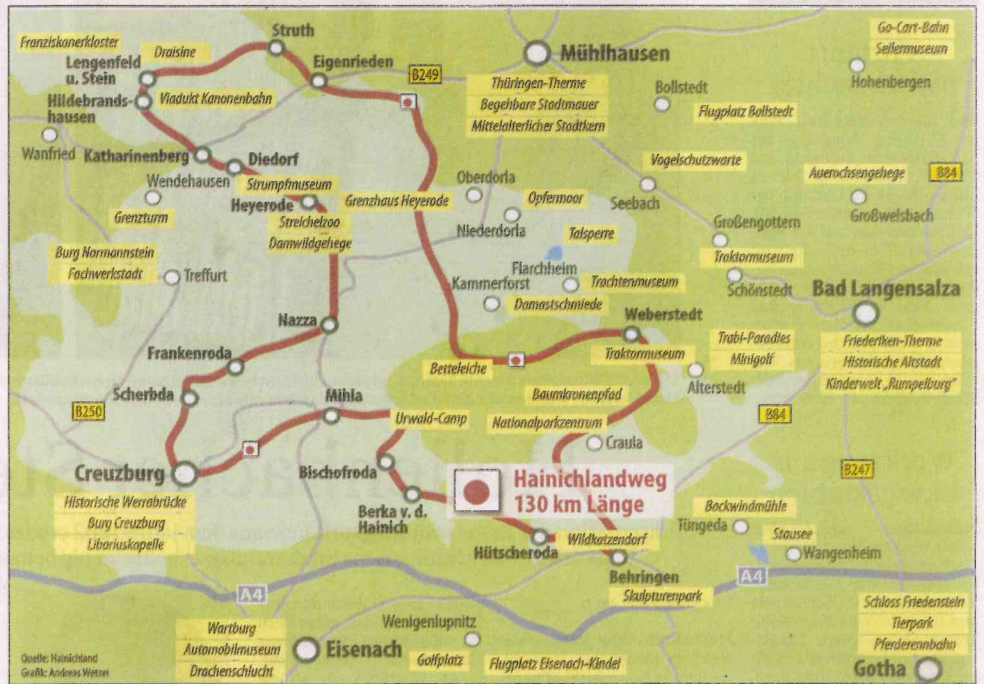 Franziskanerkloster
Draisine
Struth
Lengenfeld
u. Stein
Eigenrieden
B249
Mühlhausen
Go-Cart-Bahn
Sellermuseum
Hohenbergen
Hildebrands-
hausen
Viadukt Kanonenbahn
Thüringen-Therme
Begehbare Stadtmauer
Mittelalterlicher Stadtkern
Bollstedt
Flugplatz Bollstedt
Wanfried
Katharinenberg
Diedorf
Wendehausen
Strumpfmuseum
Heyerode
Grenzhaus Heyerode
Oberdorla
Vogelschutzwarte
Seebach
Auerochsengehege
B84
Großwelsbach
Grenzturm
Streichelzoo
Damwildgehege
Opfermoor
Niederdorla
Großengottern
Burg Normannstein
Fachwerkstadt
Treffurt
Talsperre
Flarchheim
Kammerforst
Trachtenmuseum
Damastschmiede
Traktormuseum
Schönstedt
Bad Langensalza
Nazza
Weberstedt
Frankenroda
Betteleiche
Traktormuseum
Trabi-Paradies
Minigolf
Alterstedt
Friederiken-Therme
Historische Altstadt
Kinderwelt „Rumpelburg"
Scherbda
B250
Mihla
Urwald-Camp
Baumkronenpfad
Nationalparkzentrum
Craula
B84
B247
Creuzburg
Bischofroda
Hainichlandweg
130 km Länge
Historische Werrabrücke
Burg Creuzburg
Liboriuskapelle
Berka v. d.
Hainich
Hütscheroda
Wildkatzendorf
Bockwindmühle
Tüngeda
Stausee
Wangenheim
Behringen
Skulpturenpark
A4
A4
Wartburg
Automobilmuseum
Drachenschlucht
Eisenach
Wenigenlupnitz
Golfplatz
Flugplatz Eisenach-Kindel
Schloss Friedenstein
Tierpark
Pferderennbahn
Gotha
Quelle: Hainichland
Grafik: Andreas Wetzel